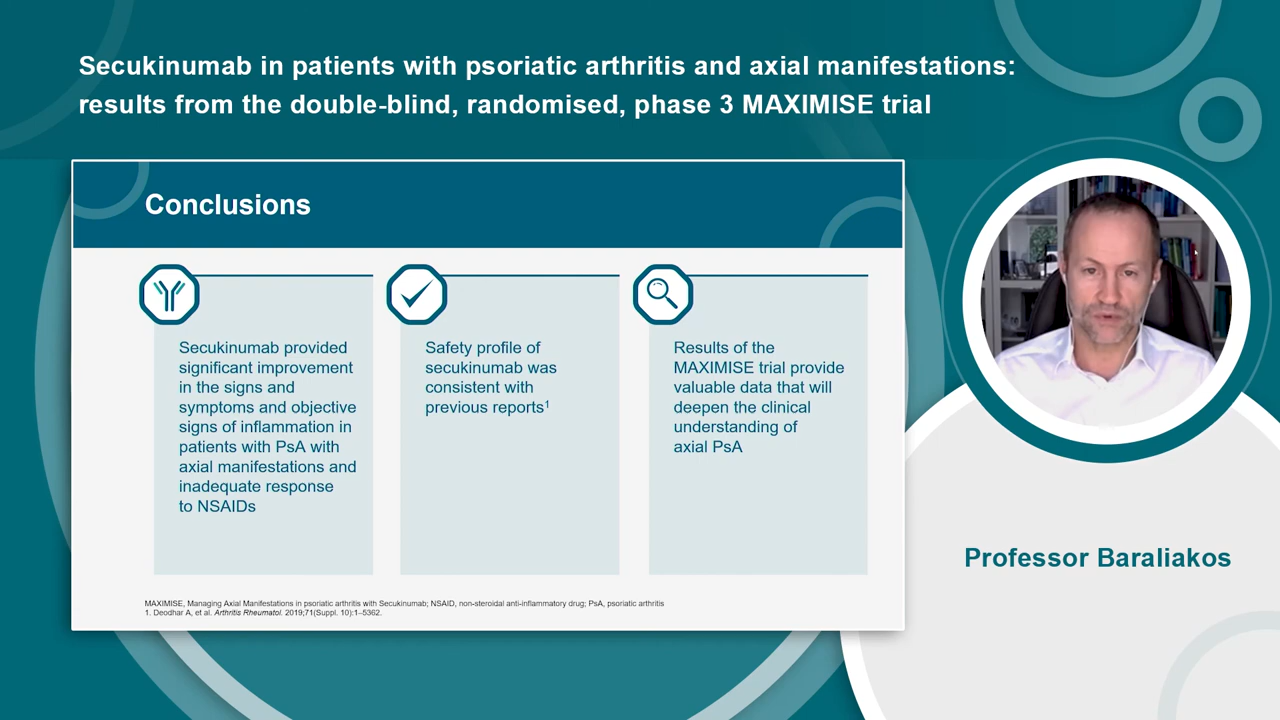 Secukinumab in patients with psoriatic arthritis and axial manifestations:
results from the double-blind, randomised, phase 3 MAXIMISE trial
Conclusions
Secukinumab provided
significant improvement
in the signs and
symptoms and objective
signs of inflammation in
patients with PsA with
axial manifestations and
inadequate response
to NSAIDs
Safety profile of
secukinumab was
consistent with
previous reports¹
Results of the
MAXIMISE trial provide
valuable data that will
deepen the clinical
understanding of
axial PsA
MAXIMISE, Managing Axial Manifestations in psoriatic arthritis with Secukinumab; NSAID, non-steroidal anti-inflammatory drug; PsA, psoriatic arthritis
1. Deodhar A, et al. Arthritis Rheumatol. 2019;71(Suppl. 10):1–5362.
Professor Baraliakos